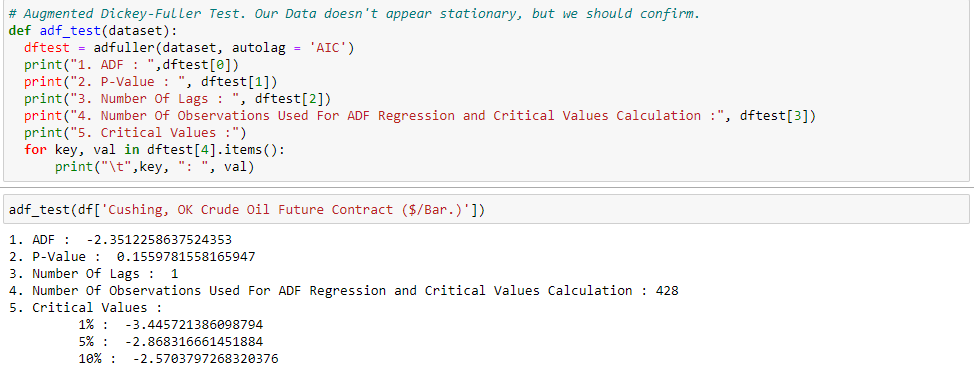 # Augmented Dickey-Fuller Test. Our Data doesn't appear stationary, but we should confirm.
def adf_test(dataset):
  dftest = adfuller(dataset, autolag = 'AIC')
  print("1. ADF : ",dftest[0])
  print("2. P-Value : ", dftest[1])
  print("3. Number Of Lags : ", dftest[2])
  print("4. Number Of Observations Used For ADF Regression and Critical Values Calculation :", dftest[3])
  print("5. Critical Values :")
  for key, val in dftest[4].items():
      print("\t",key, ": ", val)
adf_test(df['Cushing, OK Crude Oil Future Contract ($/Bar.)'])
1. ADF :  -2.3512258637524353
2. P-Value :  0.1559781558165947
3. Number Of Lags :  1
4. Number Of Observations Used For ADF Regression and Critical Values Calculation : 428
5. Critical Values :
	 1% :  -3.445721386098794
	 5% :  -2.868316661451884
	 10% :  -2.5703797268320376